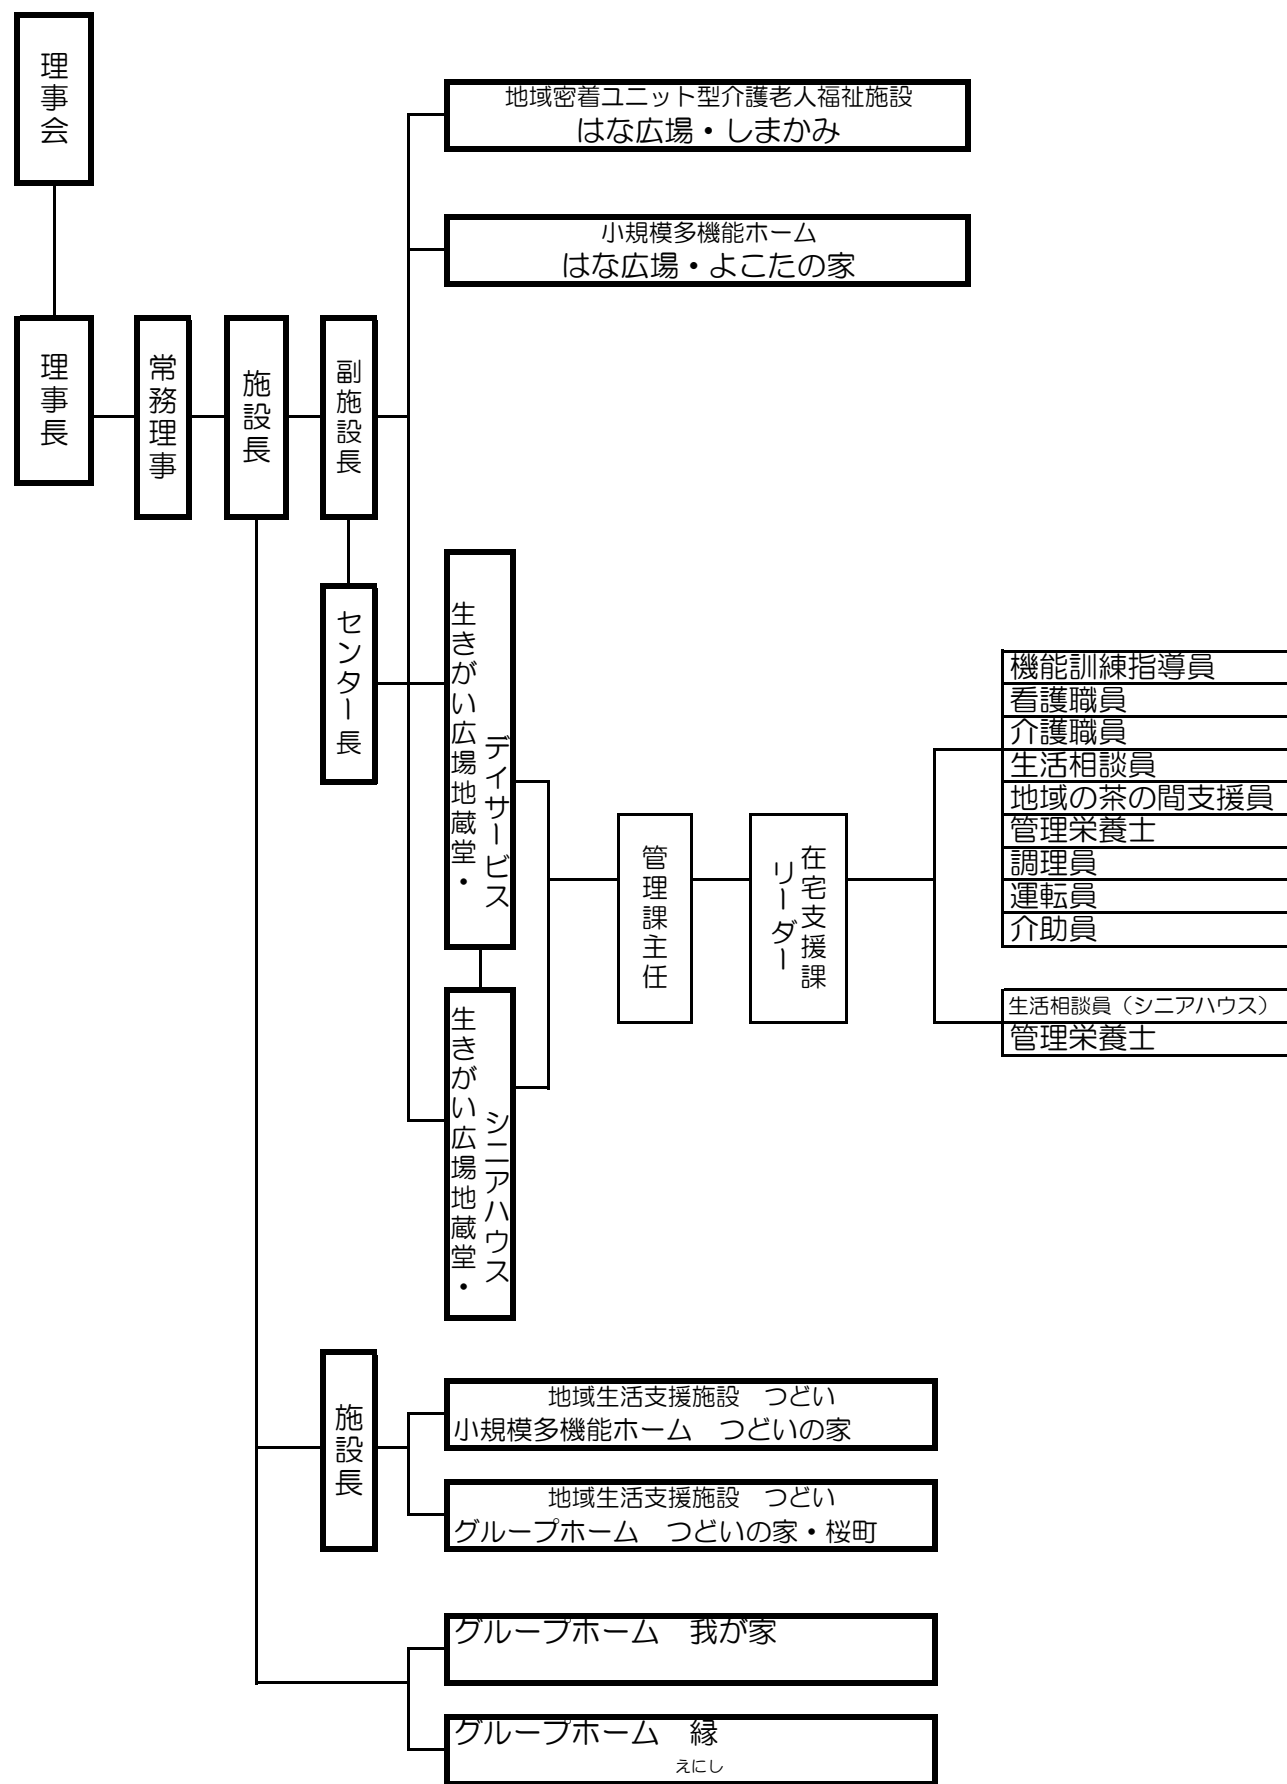 理事会
地域密着ユニット型介護老人福祉施設
はな広場・しまかみ
小規模多機能ホーム
はな広場・よこたの家
理事長
常務理事
施設長
副施設長
センター長
生きがい広場地蔵堂・
デイサービス
生きがい広場地蔵堂・
シニアハウス
管理課主任
在宅支援課
リーダー
機能訓練指導員
看護職員
介護職員
生活相談員
地域の茶の間支援員
管理栄養士
調理員
運転員
介助員
生活相談員（シニアハウス）
管理栄養士
施設長
地域生活支援施設　つどい
小規模多機能ホーム　つどいの家
地域生活支援施設　つどい
グループホーム　つどいの家・桜町
グループホーム　我が家
グループホーム　縁
えにし